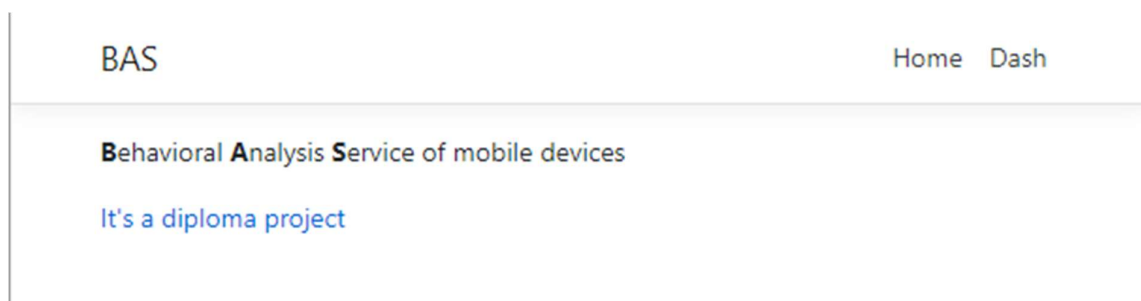 BAS
Home Dash
Behavioral Analysis Service of mobile devices
It's a diploma project